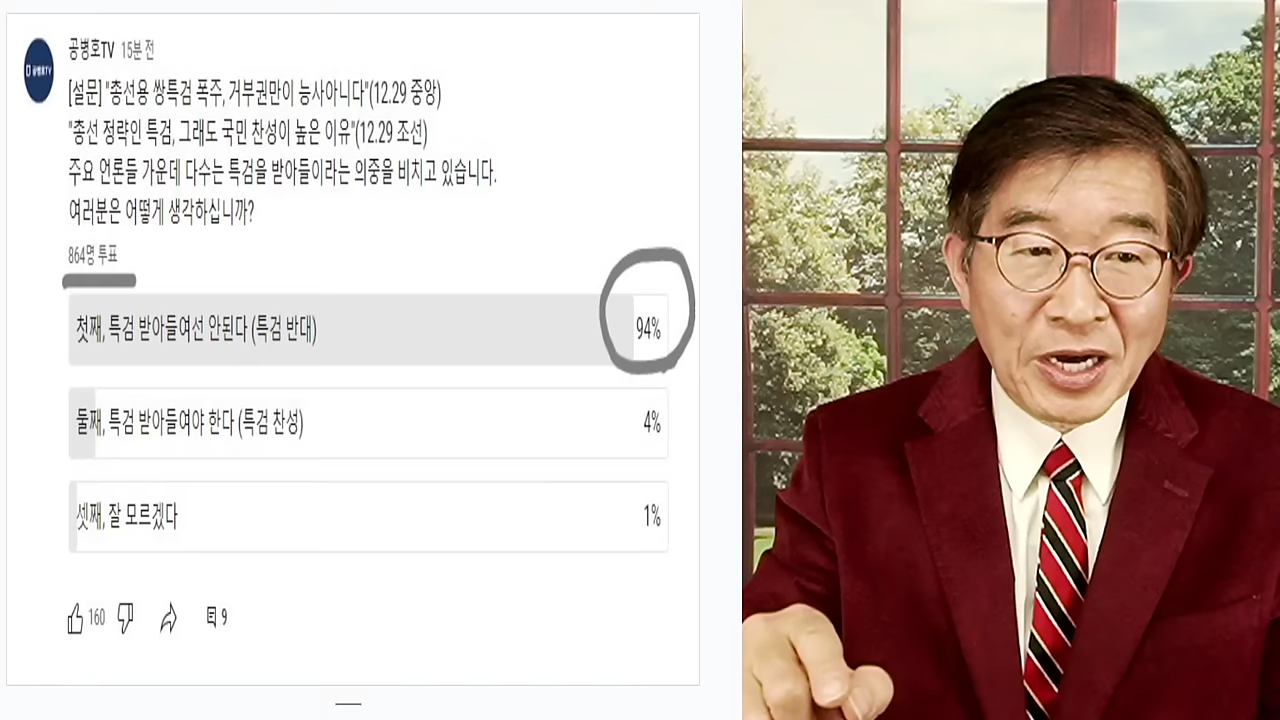 공병호TV
공병호TV 15분 전
[설문] "총선용 쌍특검 폭주, 거부권만이 능사아니다"(12.29 중앙)
"총선 정략인 특검, 그래도 국민 찬성이 높은 이유"(12.29 조선)
주요 언론들 가운데 다수는 특검을 받아들이라는 의중을 비치고 있습니다.
여러분은 어떻게 생각하십니까?
864명 투표
첫째, 특검 받아들여선 안된다 (특검 반대) 94%
둘째, 특검 받아들여야 한다 (특검 찬성) 4%
셋째, 잘 모르겠다 1%
160 9